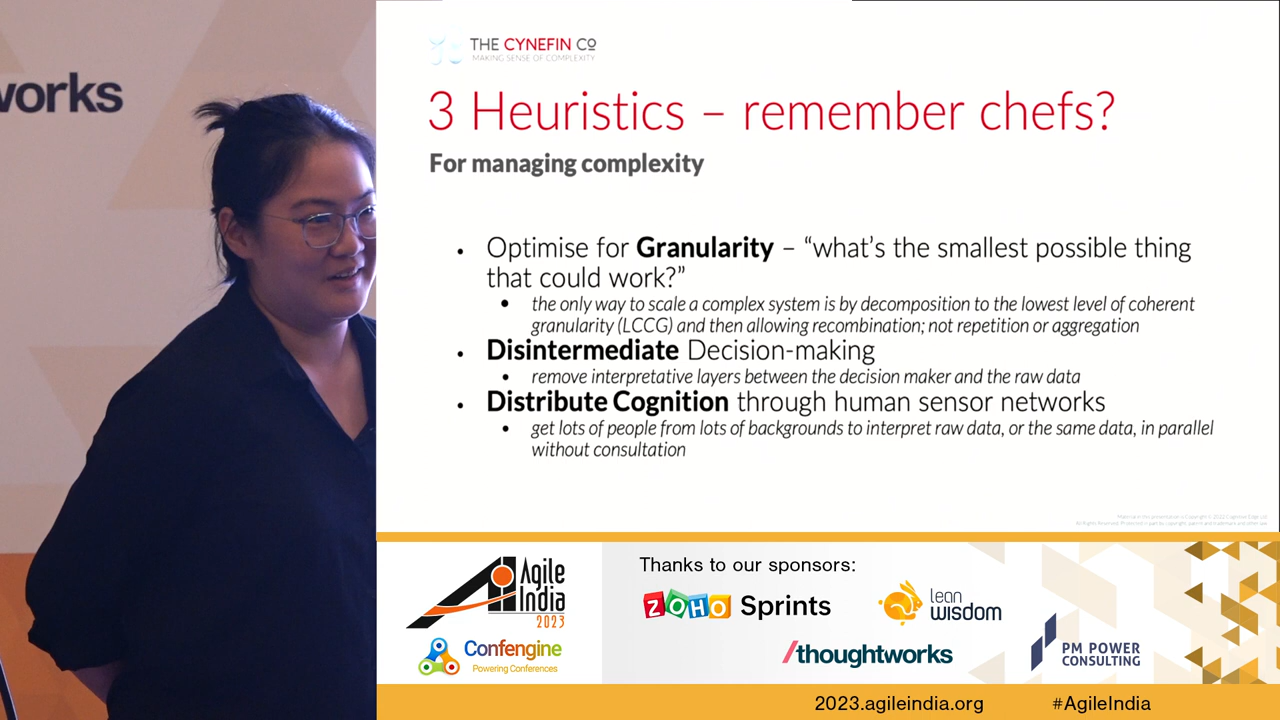 works
THE CYNEFIN Co
MAKING SENSE OF COMPLEXITY
3 Heuristics – remember chefs?
For managing complexity
• Optimise for Granularity – “what’s the smallest possible thing
that could work?”
• the only way to scale a complex system is by decomposition to the lowest level of coherent
granularity (LCCG) and then allowing recombination; not repetition or aggregation
• Disintermediate Decision-making
• remove interpretative layers between the decision maker and the raw data
• Distribute Cognition through human sensor networks
• get lots of people from lots of backgrounds to interpret raw data, or the same data, in parallel
without consultation
Agile
India
2023
Confengine
Powering Conferences
Thanks to our sponsors:
ZOHO Sprints
lean
wisdom
/thoughtworks
PM POWER
CONSULTING
2023.agileindia.org
#AgileIndia